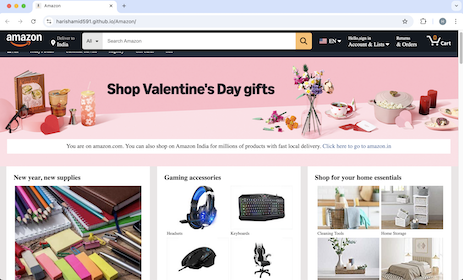 Amazon
harishamid591.github.io/Amazon/
amazon
Deliver to
India
All
Search Amazon
EN
Hello,sign in
Account & Lists
Returns
& Orders
0
Cart
Shop Valentine's Day gifts
You are on amazon.com. You can also shop on Amazon India for millions of products with fast local delivery. Click here to go to amazon.in
New year, new supplies
Gaming accessories
Shop for your home essentials
Headsets
Keyboards
Cleaning Tools
Home Storage